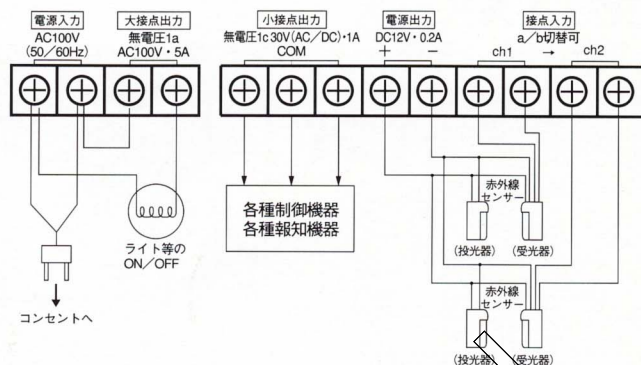 電源入力
AC100V
(50／60Hz)
大接点出力
無電圧1a
AC100V・5A
小接点出力
無電圧1c 30V(AC／DC)・1A
COM
電源出力
DC12V・0.2A
＋ －
接点入力
a／b切替可
ch1 → ch2
各種制御機器
各種報知機器
赤外線
センサー
(投光器) (受光器)
ライト等の
ON／OFF
コンセントへ
赤外線
センサー
(投光器) (受光器)